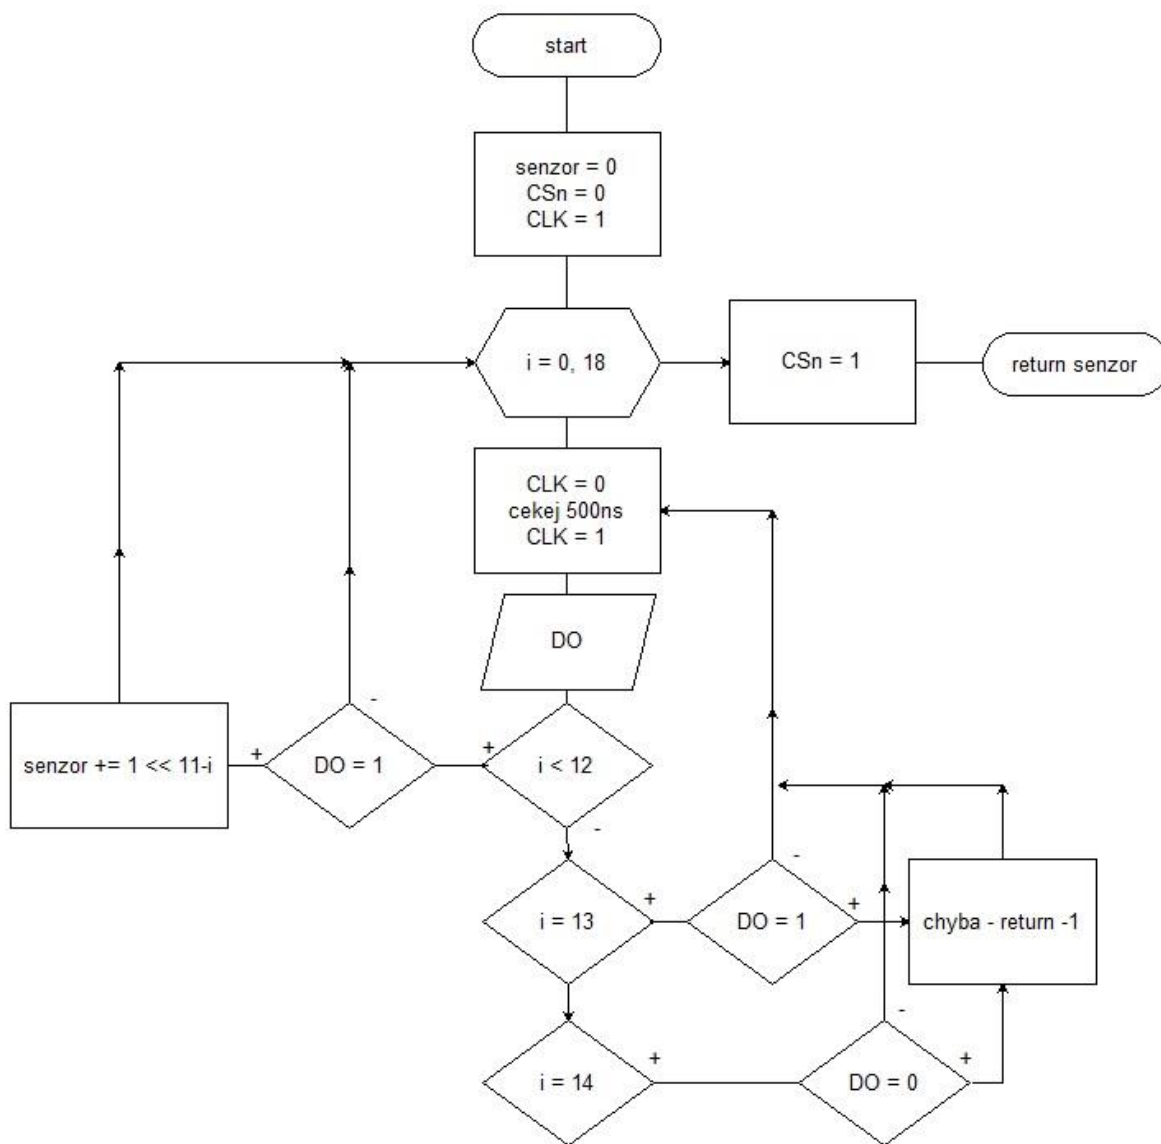 start
senzor = 0
CSn = 0
CLK = 1
i = 0, 18
CSn = 1
return senzor
CLK = 0
cekej 500ns
CLK = 1
DO
-
senzor += 1 << 11-i
+
DO = 1
+
i < 12
-
-
i = 13
+
DO = 1
+
chyba - return -1
-
i = 14
+
DO = 0
+